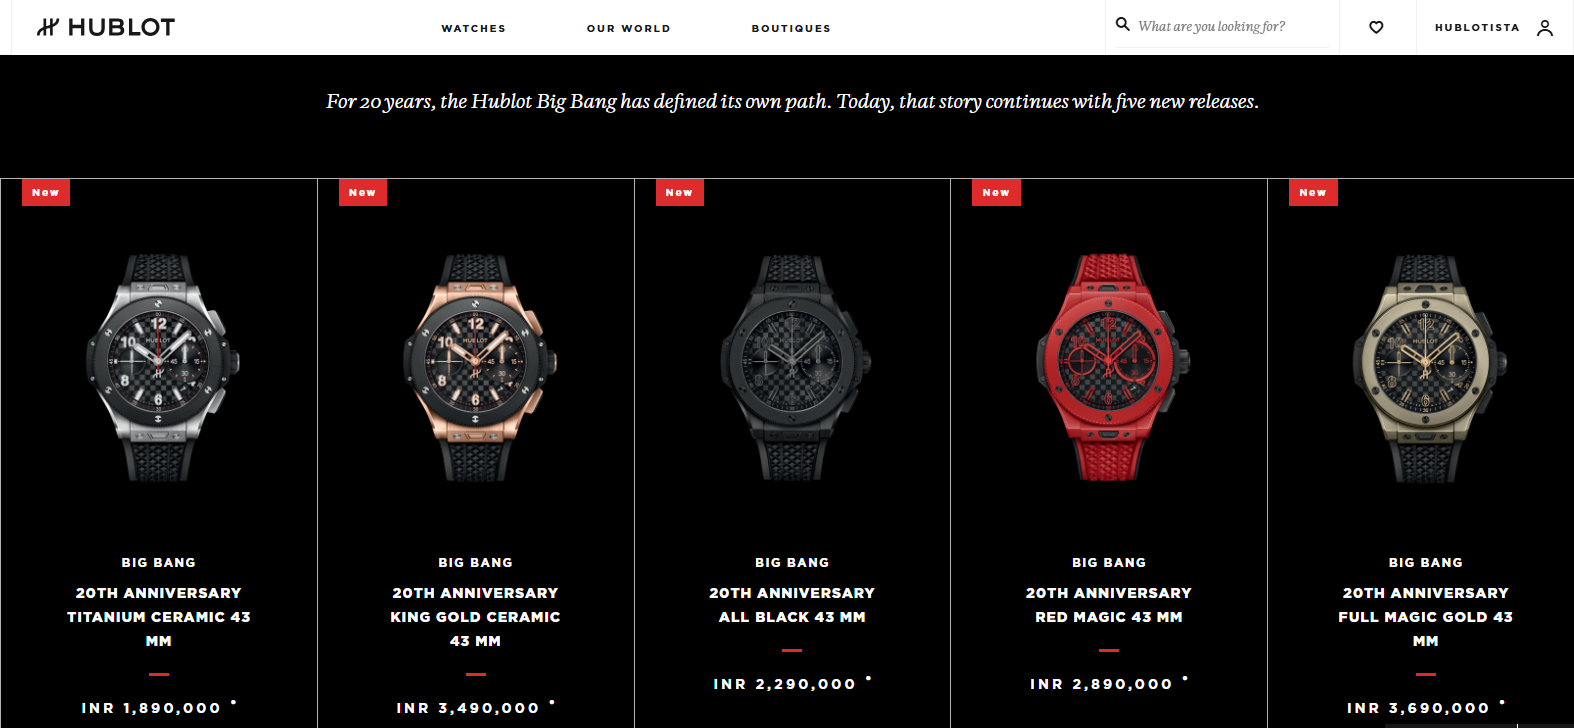 HUBLOT
WATCHES
OUR WORLD
BOUTIQUES
What are you looking for?
HUBLOTISTA
For 20 years, the Hublot Big Bang has defined its own path. Today, that story continues with five new releases.
New
New
New
New
New
BIG BANG
20TH ANNIVERSARY
TITANIUM CERAMIC 43
MM
INR 1,890,000 •
BIG BANG
20TH ANNIVERSARY
KING GOLD CERAMIC
43 MM
INR 3,490,000 •
BIG BANG
20TH ANNIVERSARY
ALL BLACK 43 MM
INR 2,290,000 •
BIG BANG
20TH ANNIVERSARY
RED MAGIC 43 MM
INR 2,890,000 •
BIG BANG
20TH ANNIVERSARY
FULL MAGIC GOLD 43
MM
INR 3,690,000 •